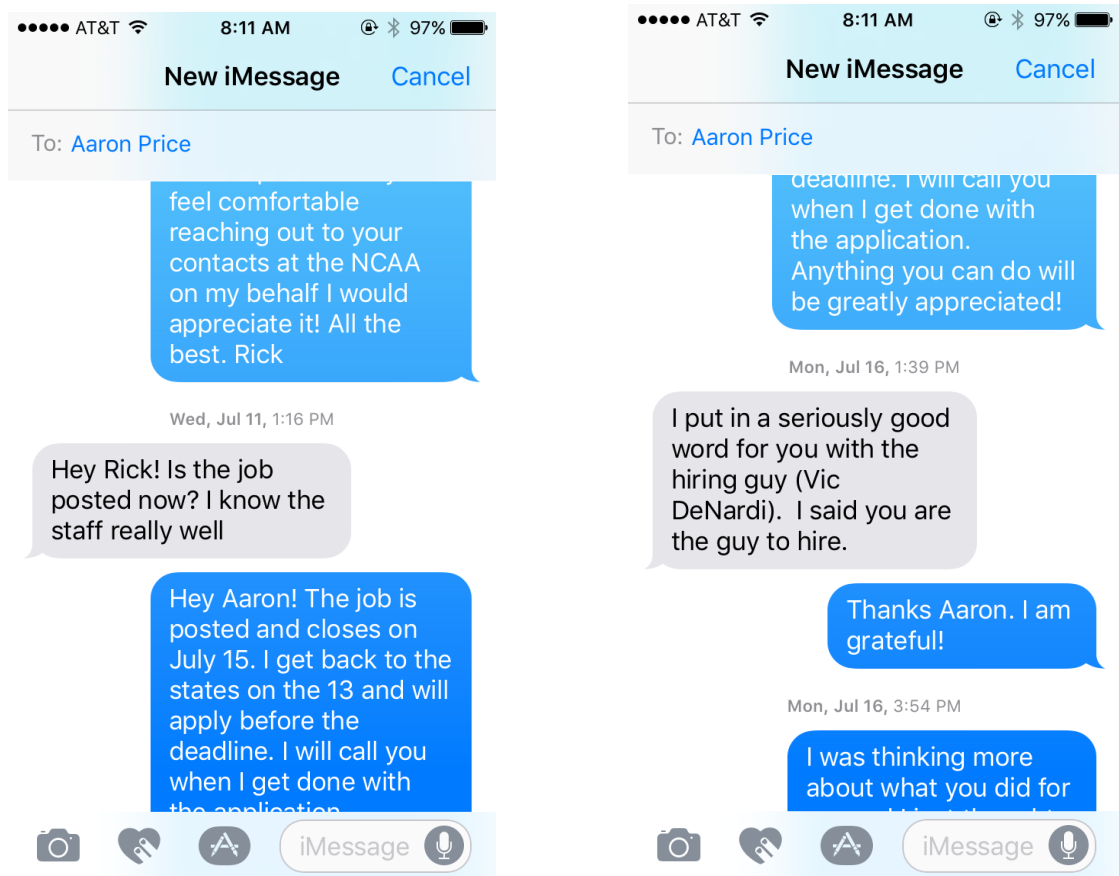 AT&T 8:11 AM 97%
New iMessage Cancel
To: Aaron Price
feel comfortable
reaching out to your
contacts at the NCAA
on my behalf I would
appreciate it! All the
best. Rick
Wed, Jul 11, 1:16 PM
Hey Rick! Is the job
posted now? I know the
staff really well
Hey Aaron! The job is
posted and closes on
July 15. I get back to the
states on the 13 and will
apply before the
deadline. I will call you
when I get done with
the application.
iMessage
AT&T 8:11 AM 97%
New iMessage Cancel
To: Aaron Price
deadline. I will call you
when I get done with
the application.
Anything you can do will
be greatly appreciated!
Mon, Jul 16, 1:39 PM
I put in a seriously good
word for you with the
hiring guy (Vic
DeNardi). I said you are
the guy to hire.
Thanks Aaron. I am
grateful!
Mon, Jul 16, 3:54 PM
I was thinking more
about what you did for
iMessage